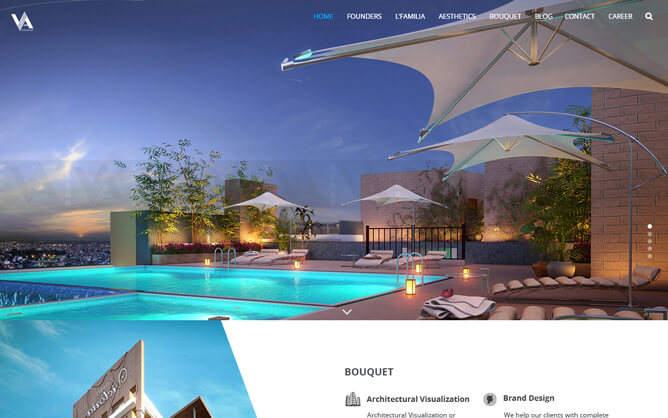 VA
HOME FOUNDERS L'FAMILIA AESTHETICS BOUQUET BLOG CONTACT CAREER
BOUQUET
Architectural Visualization
Architectural Visualization or
Brand Design
We help our clients with complete